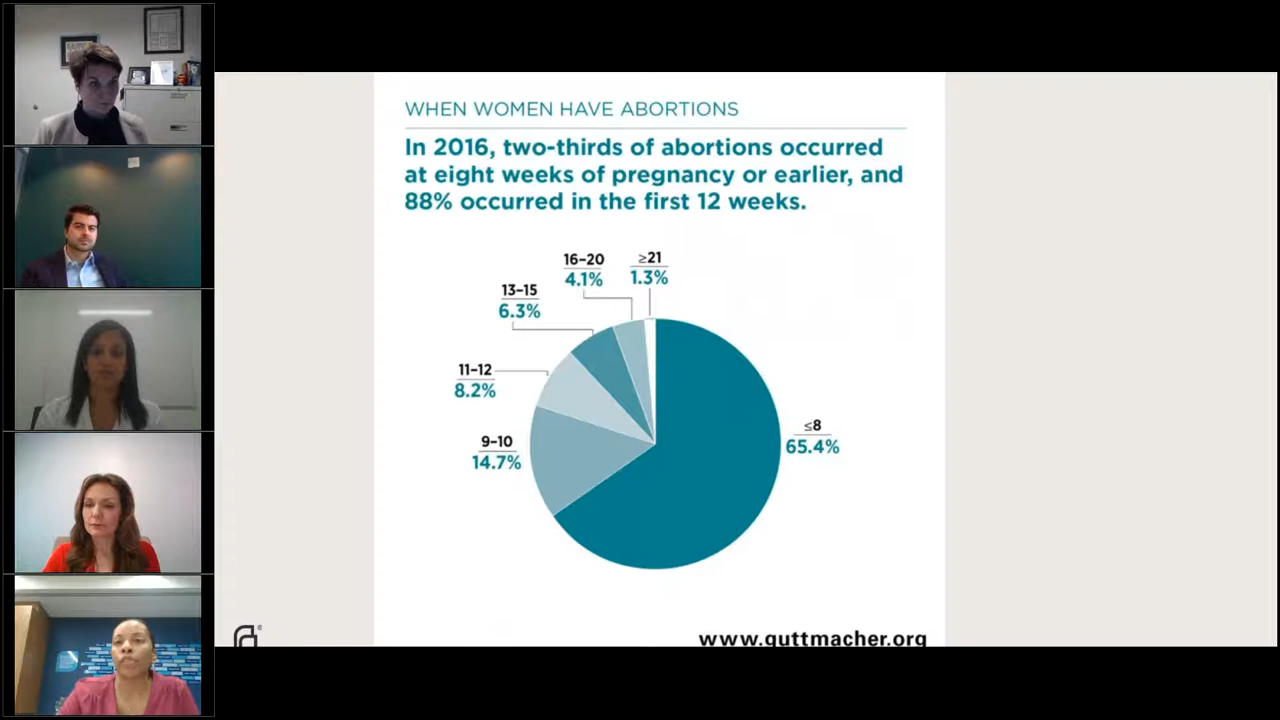 WHEN WOMEN HAVE ABORTIONS
In 2016, two-thirds of abortions occurred
at eight weeks of pregnancy or earlier, and
88% occurred in the first 12 weeks.
≥21
1.3%
16–20
4.1%
13–15
6.3%
11–12
8.2%
9–10
14.7%
≤8
65.4%
www.guttmacher.org